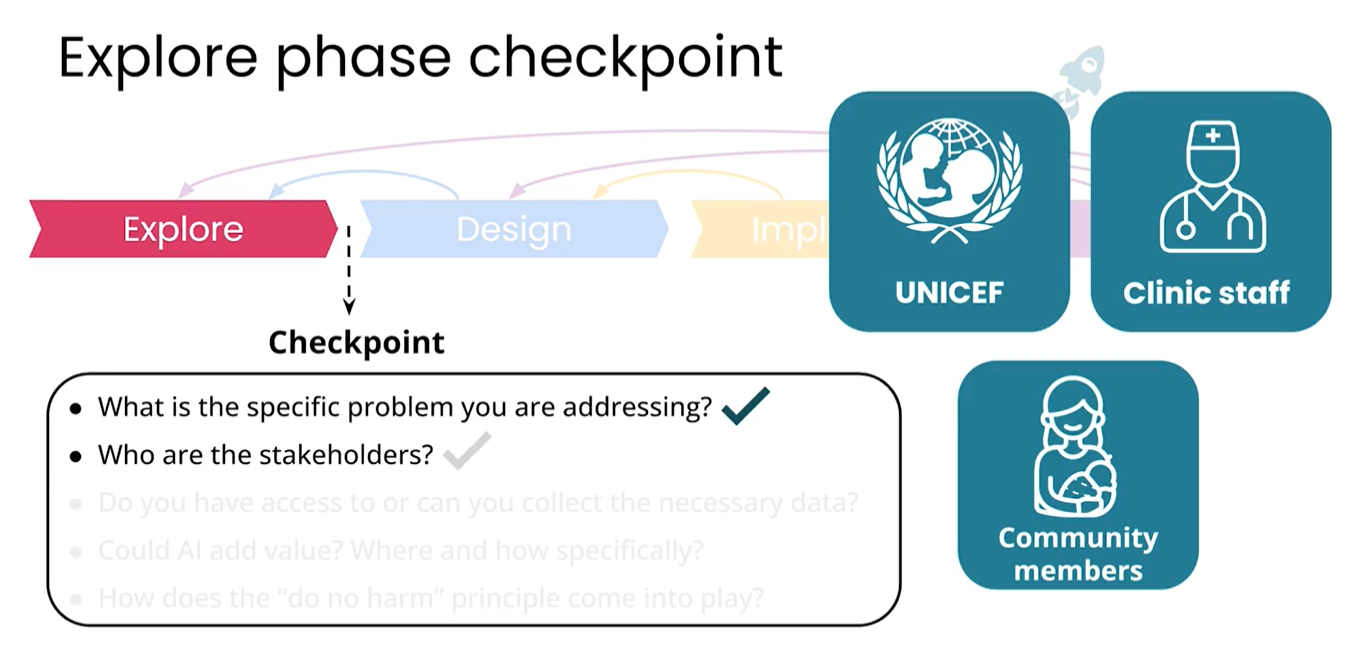 Explore phase checkpoint
Explore
Design
Impl
UNICEF
Clinic staff
Checkpoint
• What is the specific problem you are addressing?
• Who are the stakeholders?
• Do you have access to or can you collect the necessary data?
• Could AI add value? Where and how specifically?
• How does the “do no harm” principle come into play?
Community
members